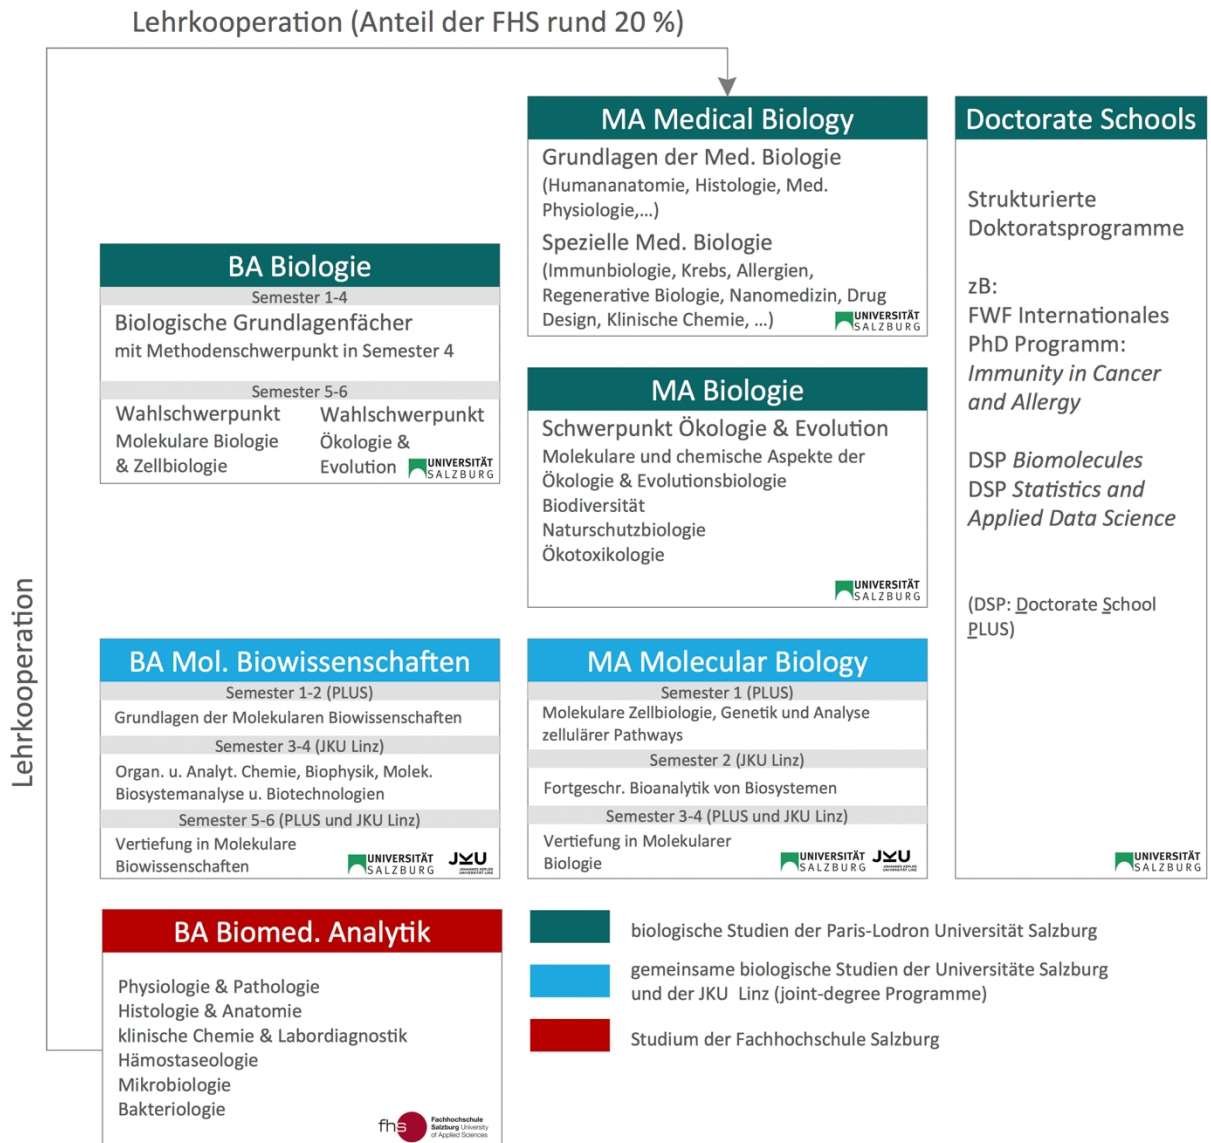 Lehrkooperation (Anteil der FHS rund 20 %)
Lehrkooperation
BA Biologie
Semester 1-4
Biologische Grundlagenfächer
mit Methodenschwerpunkt in Semester 4
Semester 5-6
Wahlschwerpunkt
Molekulare Biologie
& Zellbiologie
Wahlschwerpunkt
Ökologie &
Evolution
UNIVERSITÄT
SALZBURG
MA Medical Biology
Grundlagen der Med. Biologie
(Humananatomie, Histologie, Med.
Physiologie,...)
Spezielle Med. Biologie
(Immunbiologie, Krebs, Allergien,
Regenerative Biologie, Nanomedizin, Drug
Design, Klinische Chemie, ...)
UNIVERSITÄT
SALZBURG
MA Biologie
Schwerpunkt Ökologie & Evolution
Molekulare und chemische Aspekte der
Ökologie & Evolutionsbiologie
Biodiversität
Naturschutzbiologie
Ökotoxikologie
UNIVERSITÄT
SALZBURG
Doctorate Schools
Strukturierte
Doktoratsprogramme
zB:
FWF Internationales
PhD Programm:
Immunity in Cancer
and Allergy
DSP Biomolecules
DSP Statistics and
Applied Data Science
(DSP: Doctorate School
PLUS)
UNIVERSITÄT
SALZBURG
BA Mol. Biowissenschaften
Semester 1-2 (PLUS)
Grundlagen der Molekularen Biowissenschaften
Semester 3-4 (JKU Linz)
Organ. u. Analyt. Chemie, Biophysik, Molek.
Biosystemanalyse u. Biotechnologien
Semester 5-6 (PLUS und JKU Linz)
Vertiefung in Molekulare
Biowissenschaften
UNIVERSITÄT
SALZBURG
JKU
JOHANNES KEPLER
UNIVERSITÄT LINZ
MA Molecular Biology
Semester 1 (PLUS)
Molekulare Zellbiologie, Genetik und Analyse
zellulärer Pathways
Semester 2 (JKU Linz)
Fortgeschr. Bioanalytik von Biosystemen
Semester 3-4 (PLUS und JKU Linz)
Vertiefung in Molekularer
Biologie
UNIVERSITÄT
SALZBURG
JKU
JOHANNES KEPLER
UNIVERSITÄT LINZ
BA Biomed. Analytik
Physiologie & Pathologie
Histologie & Anatomie
klinische Chemie & Labordiagnostik
Hämostaseologie
Mikrobiologie
Bakteriologie
fhs
Fachhochschule
Salzburg University
of Applied Sciences
biologische Studien der Paris-Lodron Universität Salzburg
gemeinsame biologische Studien der Universitäte Salzburg
und der JKU Linz (joint-degree Programme)
Studium der Fachhochschule Salzburg